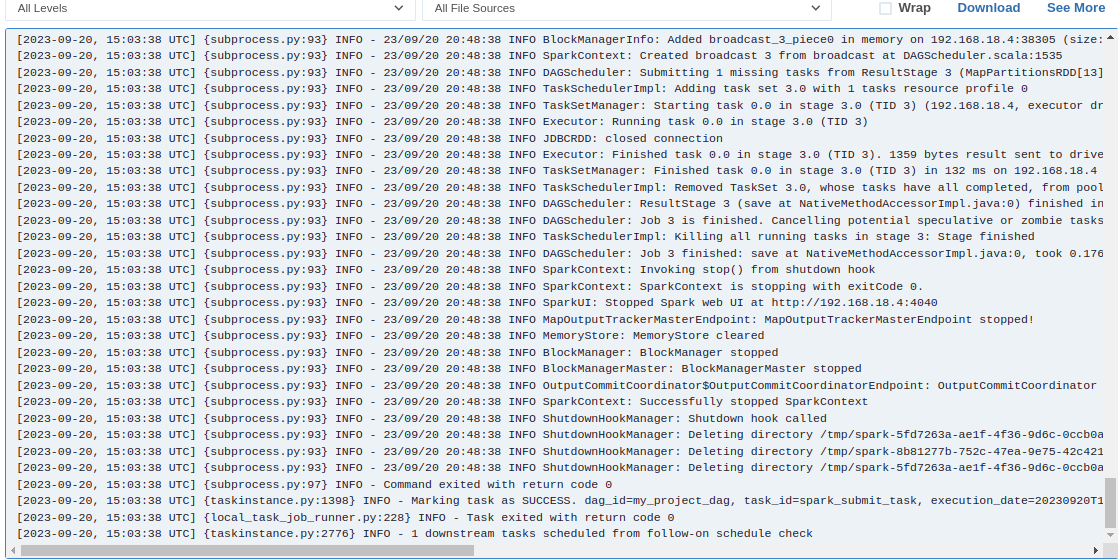 All Levels
All File Sources
Wrap
Download
See More
[2023-09-20, 15:03:38 UTC] {subprocess.py:93} INFO - 23/09/20 20:48:38 INFO BlockManagerInfo: Added broadcast_3_piece0 in memory on 192.168.18.4:38305 (size:
[2023-09-20, 15:03:38 UTC] {subprocess.py:93} INFO - 23/09/20 20:48:38 INFO SparkContext: Created broadcast 3 from broadcast at DAGScheduler.scala:1535
[2023-09-20, 15:03:38 UTC] {subprocess.py:93} INFO - 23/09/20 20:48:38 INFO DAGScheduler: Submitting 1 missing tasks from ResultStage 3 (MapPartitionsRDD[13]
[2023-09-20, 15:03:38 UTC] {subprocess.py:93} INFO - 23/09/20 20:48:38 INFO TaskSchedulerImpl: Adding task set 3.0 with 1 tasks resource profile 0
[2023-09-20, 15:03:38 UTC] {subprocess.py:93} INFO - 23/09/20 20:48:38 INFO TaskSetManager: Starting task 0.0 in stage 3.0 (TID 3) (192.168.18.4, executor dr
[2023-09-20, 15:03:38 UTC] {subprocess.py:93} INFO - 23/09/20 20:48:38 INFO Executor: Running task 0.0 in stage 3.0 (TID 3)
[2023-09-20, 15:03:38 UTC] {subprocess.py:93} INFO - 23/09/20 20:48:38 INFO JDBCRDD: closed connection
[2023-09-20, 15:03:38 UTC] {subprocess.py:93} INFO - 23/09/20 20:48:38 INFO Executor: Finished task 0.0 in stage 3.0 (TID 3). 1359 bytes result sent to drive
[2023-09-20, 15:03:38 UTC] {subprocess.py:93} INFO - 23/09/20 20:48:38 INFO TaskSetManager: Finished task 0.0 in stage 3.0 (TID 3) in 132 ms on 192.168.18.4
[2023-09-20, 15:03:38 UTC] {subprocess.py:93} INFO - 23/09/20 20:48:38 INFO TaskSchedulerImpl: Removed TaskSet 3.0, whose tasks have all completed, from pool
[2023-09-20, 15:03:38 UTC] {subprocess.py:93} INFO - 23/09/20 20:48:38 INFO DAGScheduler: ResultStage 3 (save at NativeMethodAccessorImpl.java:0) finished in
[2023-09-20, 15:03:38 UTC] {subprocess.py:93} INFO - 23/09/20 20:48:38 INFO DAGScheduler: Job 3 is finished. Cancelling potential speculative or zombie tasks
[2023-09-20, 15:03:38 UTC] {subprocess.py:93} INFO - 23/09/20 20:48:38 INFO TaskSchedulerImpl: Killing all running tasks in stage 3: Stage finished
[2023-09-20, 15:03:38 UTC] {subprocess.py:93} INFO - 23/09/20 20:48:38 INFO DAGScheduler: Job 3 finished: save at NativeMethodAccessorImpl.java:0, took 0.176
[2023-09-20, 15:03:38 UTC] {subprocess.py:93} INFO - 23/09/20 20:48:38 INFO SparkContext: Invoking stop() from shutdown hook
[2023-09-20, 15:03:38 UTC] {subprocess.py:93} INFO - 23/09/20 20:48:38 INFO SparkContext: SparkContext is stopping with exitCode 0.
[2023-09-20, 15:03:38 UTC] {subprocess.py:93} INFO - 23/09/20 20:48:38 INFO SparkUI: Stopped Spark web UI at http://192.168.18.4:4040
[2023-09-20, 15:03:38 UTC] {subprocess.py:93} INFO - 23/09/20 20:48:38 INFO MapOutputTrackerMasterEndpoint: MapOutputTrackerMasterEndpoint stopped!
[2023-09-20, 15:03:38 UTC] {subprocess.py:93} INFO - 23/09/20 20:48:38 INFO MemoryStore: MemoryStore cleared
[2023-09-20, 15:03:38 UTC] {subprocess.py:93} INFO - 23/09/20 20:48:38 INFO BlockManager: BlockManager stopped
[2023-09-20, 15:03:38 UTC] {subprocess.py:93} INFO - 23/09/20 20:48:38 INFO BlockManagerMaster: BlockManagerMaster stopped
[2023-09-20, 15:03:38 UTC] {subprocess.py:93} INFO - 23/09/20 20:48:38 INFO OutputCommitCoordinator$OutputCommitCoordinatorEndpoint: OutputCommitCoordinator
[2023-09-20, 15:03:38 UTC] {subprocess.py:93} INFO - 23/09/20 20:48:38 INFO SparkContext: Successfully stopped SparkContext
[2023-09-20, 15:03:38 UTC] {subprocess.py:93} INFO - 23/09/20 20:48:38 INFO ShutdownHookManager: Shutdown hook called
[2023-09-20, 15:03:38 UTC] {subprocess.py:93} INFO - 23/09/20 20:48:38 INFO ShutdownHookManager: Deleting directory /tmp/spark-5fd7263a-ae1f-4f36-9d6c-0ccb0a
[2023-09-20, 15:03:38 UTC] {subprocess.py:93} INFO - 23/09/20 20:48:38 INFO ShutdownHookManager: Deleting directory /tmp/spark-8b81277b-752c-47ea-9e75-42c421
[2023-09-20, 15:03:38 UTC] {subprocess.py:93} INFO - 23/09/20 20:48:38 INFO ShutdownHookManager: Deleting directory /tmp/spark-5fd7263a-ae1f-4f36-9d6c-0ccb0a
[2023-09-20, 15:03:38 UTC] {subprocess.py:97} INFO - Command exited with return code 0
[2023-09-20, 15:03:38 UTC] {taskinstance.py:1398} INFO - Marking task as SUCCESS. dag_id=my_project_dag, task_id=spark_submit_task, execution_date=20230920T1
[2023-09-20, 15:03:38 UTC] {local_task_job_runner.py:228} INFO - Task exited with return code 0
[2023-09-20, 15:03:38 UTC] {taskinstance.py:2776} INFO - 1 downstream tasks scheduled from follow-on schedule check